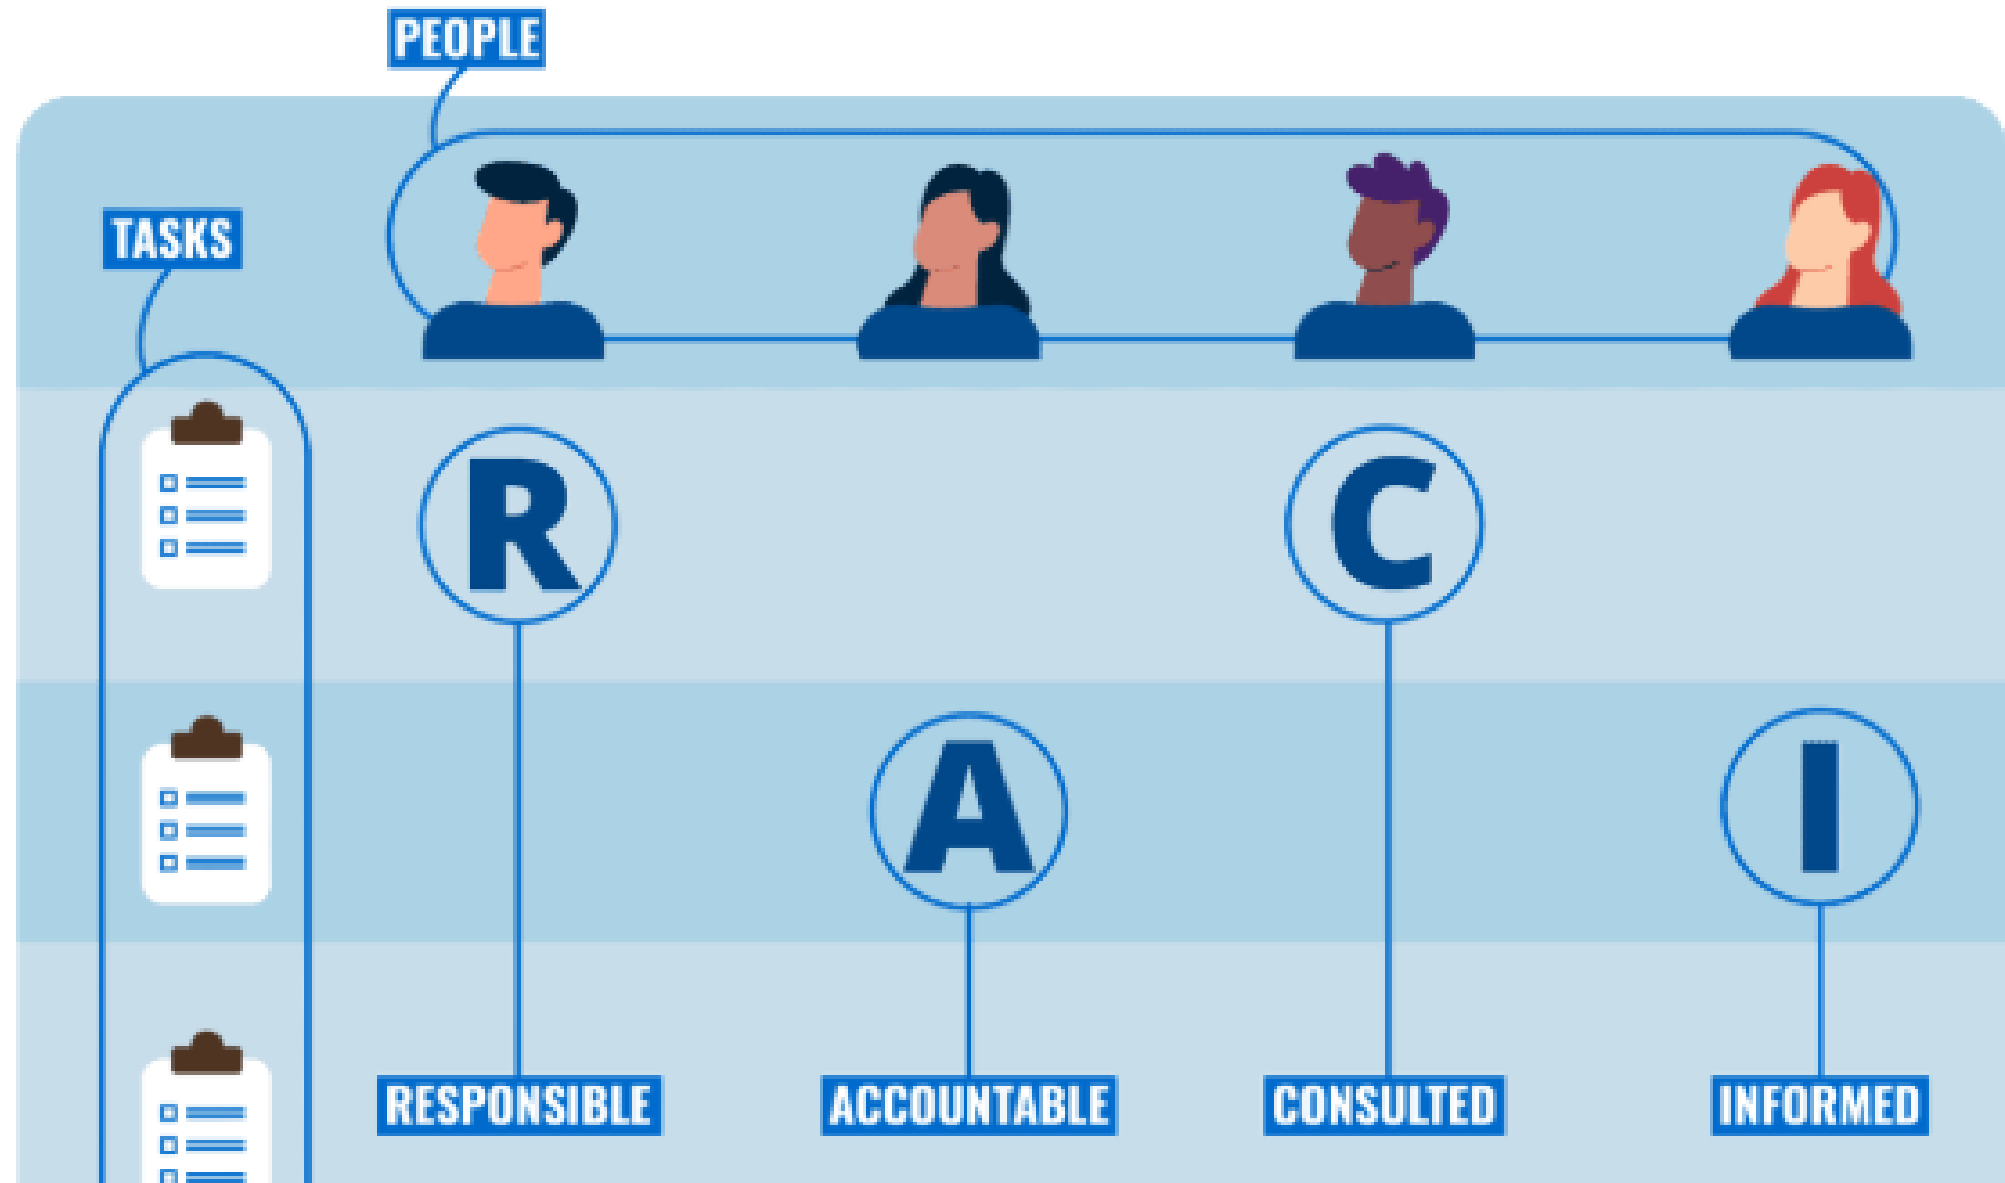 PEOPLE
TASKS
R
C
A
I
RESPONSIBLE
ACCOUNTABLE
CONSULTED
INFORMED